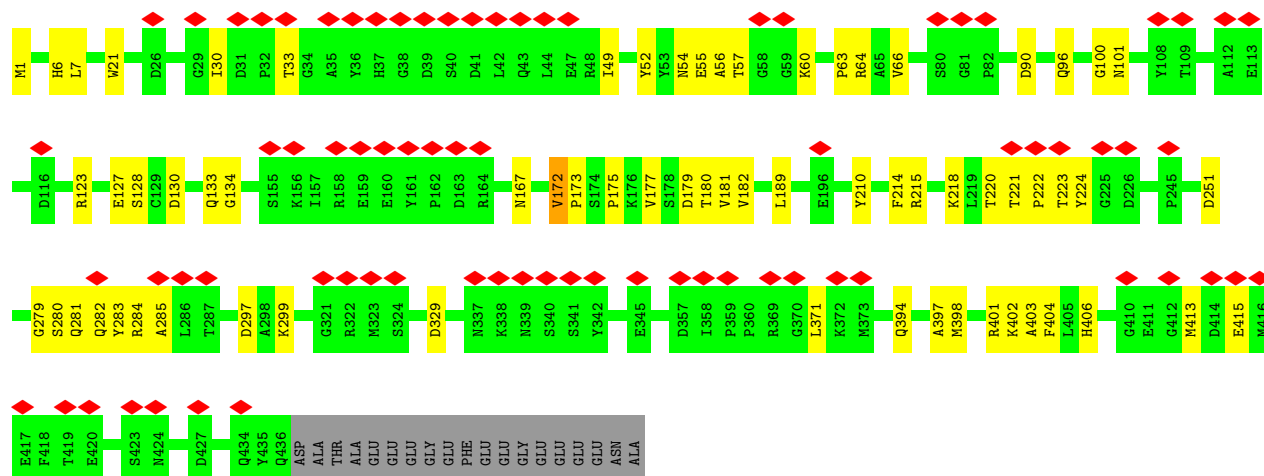 M1 H6 L7 W21 D26 G29 I30 D31 P32 T33 G34 A35 Y36 H37 G38 D39 S40 D41 L42 Q43 L44 E47 R48 I49 Y52 Y53 N54 E55 A56 T57 G58 G59 K60 P63 R64 A65 V66 S80 G81 P82 D90 Q96 G100 N101 Y108 T109 A112 E113
D116 R123 E127 S128 C129 D130 Q133 G134 S155 K156 I157 R158 E159 E160 Y161 P162 D163 R164 N167 V172 P173 S174 P175 K176 V177 S178 D179 T180 V181 V182 L189 E196 Y210 F214 R215 K218 L219 T220 T221 P222 T223 Y224 G225 D226 P245 D251
G279 S280 Q281 Q282 Y283 R284 A285 L286 T287 D297 A298 K299 G321 R322 M323 S324 D329 N337 K338 N339 S340 S341 Y342 E345 D357 I358 P359 P360 R369 G370 L371 K372 M373 Q394 A397 M398 R401 K402 A403 F404 L405 H406 G410 E411 G412 M413 D414 E415 M416
E417 F418 T419 E420 S423 N424 D427 Q434 Y435 Q436 ASP ALA THR ALA GLU GLU GLU GLY GLU PHE GLU GLU GLY GLU GLU GLU GLU ASN ALA